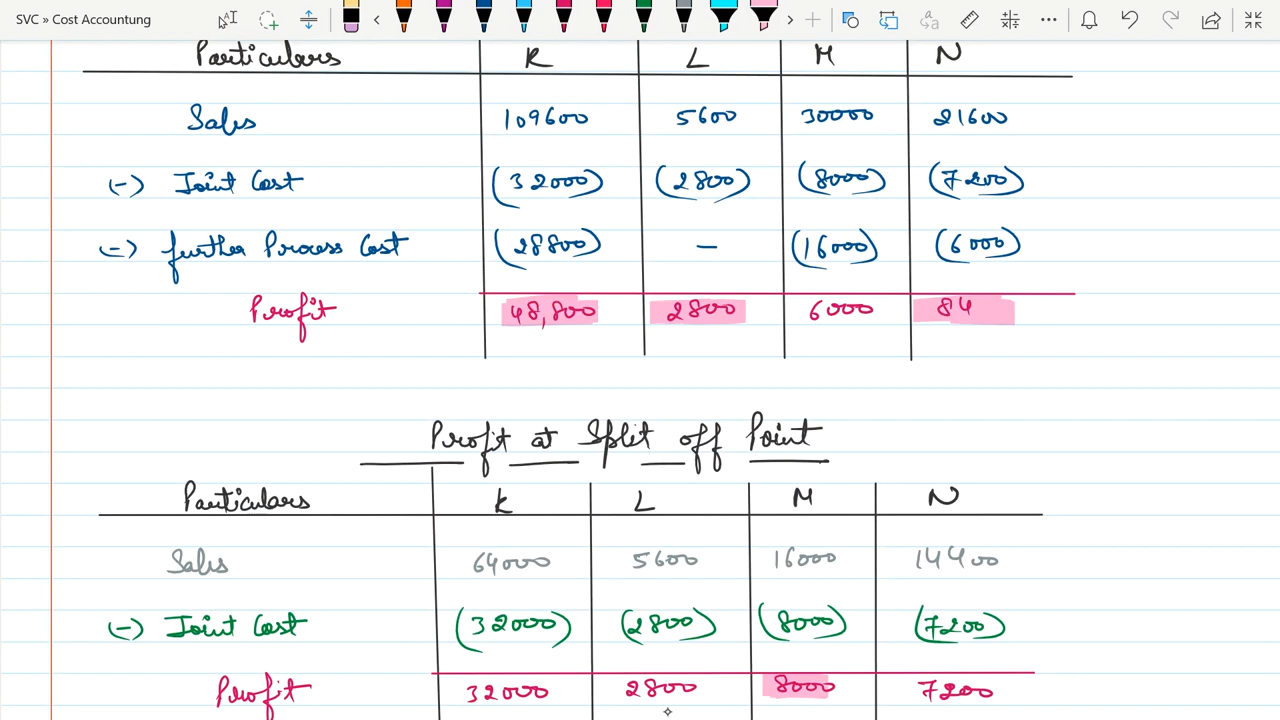 SVC » Cost Accountung
Particulars K L M N
Sales 109600 5600 30000 21600
(-) Joint Cost (32000) (2800) (8000) (7200)
(-) further Process Cost (28800) - (16000) (6000)
Profit 48,800 2800 6000 84
Profit at Split off Point
Particulars K L M N
Sales 64000 5600 16000 14400
(-) Joint Cost (32000) (2800) (8000) (7200)
Profit 32000 2800 8000 7200